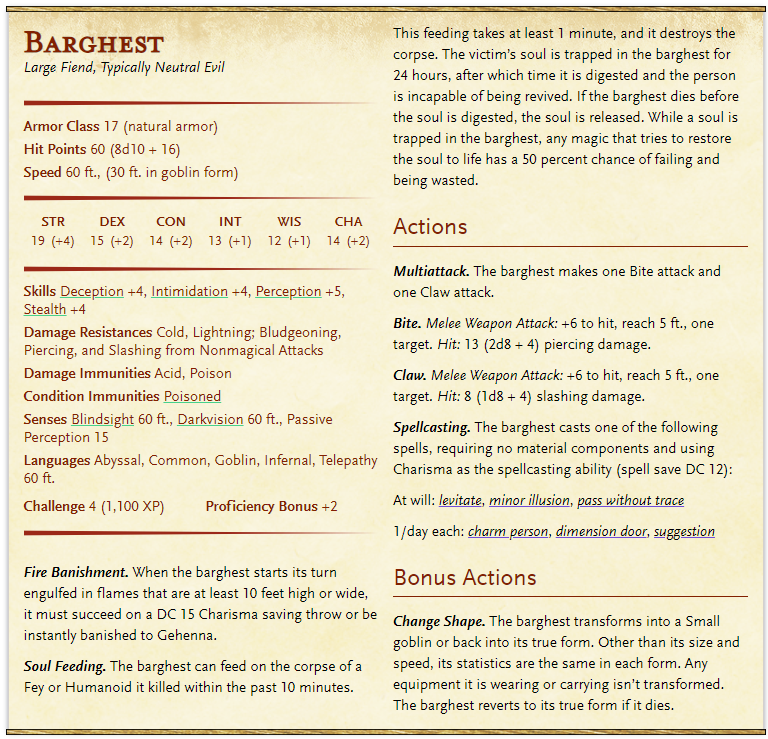 Barghest
Large Fiend, Typically Neutral Evil
Armor Class 17 (natural armor)
Hit Points 60 (8d10 + 16)
Speed 60 ft., (30 ft. in goblin form)
STR DEX CON INT WIS CHA
19 (+4) 15 (+2) 14 (+2) 13 (+1) 12 (+1) 14 (+2)
Skills Deception +4, Intimidation +4, Perception +5,
Stealth +4
Damage Resistances Cold, Lightning; Bludgeoning,
Piercing, and Slashing from Nonmagical Attacks
Damage Immunities Acid, Poison
Condition Immunities Poisoned
Senses Blindsight 60 ft., Darkvision 60 ft., Passive
Perception 15
Languages Abyssal, Common, Goblin, Infernal, Telepathy
60 ft.
Challenge 4 (1,100 XP) Proficiency Bonus +2
Fire Banishment. When the barghest starts its turn
engulfed in flames that are at least 10 feet high or wide,
it must succeed on a DC 15 Charisma saving throw or be
instantly banished to Gehenna.
Soul Feeding. The barghest can feed on the corpse of a
Fey or Humanoid it killed within the past 10 minutes.
This feeding takes at least 1 minute, and it destroys the
corpse. The victim's soul is trapped in the barghest for
24 hours, after which time it is digested and the person
is incapable of being revived. If the barghest dies before
the soul is digested, the soul is released. While a soul is
trapped in the barghest, any magic that tries to restore
the soul to life has a 50 percent chance of failing and
being wasted.
Actions
Multiattack. The barghest makes one Bite attack and
one Claw attack.
Bite. Melee Weapon Attack: +6 to hit, reach 5 ft., one
target. Hit: 13 (2d8 + 4) piercing damage.
Claw. Melee Weapon Attack: +6 to hit, reach 5 ft., one
target. Hit: 8 (1d8 + 4) slashing damage.
Spellcasting. The barghest casts one of the following
spells, requiring no material components and using
Charisma as the spellcasting ability (spell save DC 12):
At will: levitate, minor illusion, pass without trace
1/day each: charm person, dimension door, suggestion
Bonus Actions
Change Shape. The barghest transforms into a Small
goblin or back into its true form. Other than its size and
speed, its statistics are the same in each form. Any
equipment it is wearing or carrying isn't transformed.
The barghest reverts to its true form if it dies.